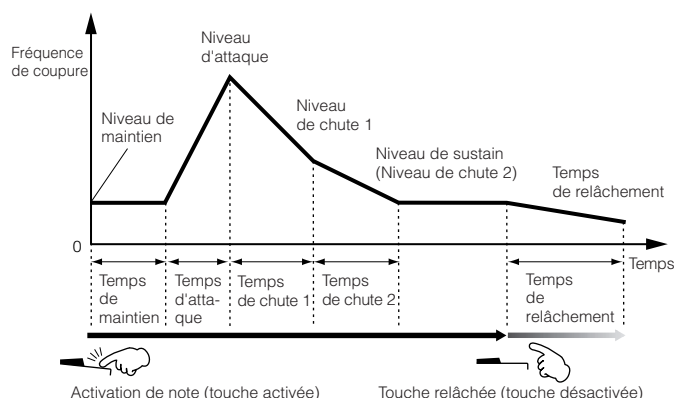 Fréquence
de coupure
Niveau
d'attaque
Niveau de
maintien
Niveau
de chute 1
Niveau de sustain
(Niveau de chute 2)
Temps
de relâchement
0
Temps
Temps
de
maintien
Temps
d'atta-
que
Temps
de chute 1
Temps
de chute 2
Temps
de
relâchement
Activation de note (touche activée)
Touche relâchée (touche désactivée)